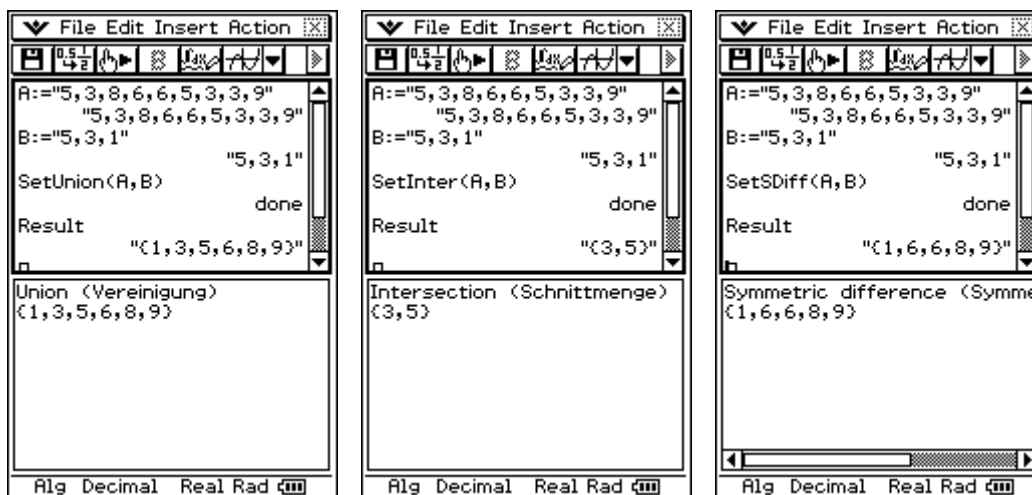 File Edit Insert Action
A:="5,3,8,6,6,5,3,3,9"
"5,3,8,6,6,5,3,3,9"
B:="5,3,1"
"5,3,1"
SetUnion(A,B)
done
Result
"{1,3,5,6,8,9}"
Union (Vereinigung)
{1,3,5,6,8,9}
Alg Decimal Real Rad
File Edit Insert Action
A:="5,3,8,6,6,5,3,3,9"
"5,3,8,6,6,5,3,3,9"
B:="5,3,1"
"5,3,1"
SetInter(A,B)
done
Result
"{3,5}"
Intersection (Schnittmenge)
{3,5}
Alg Decimal Real Rad
File Edit Insert Action
A:="5,3,8,6,6,5,3,3,9"
"5,3,8,6,6,5,3,3,9"
B:="5,3,1"
"5,3,1"
SetSDiff(A,B)
done
Result
"{1,6,6,8,9}"
Symmetric difference (Symme
{1,6,6,8,9}
Alg Decimal Real Rad